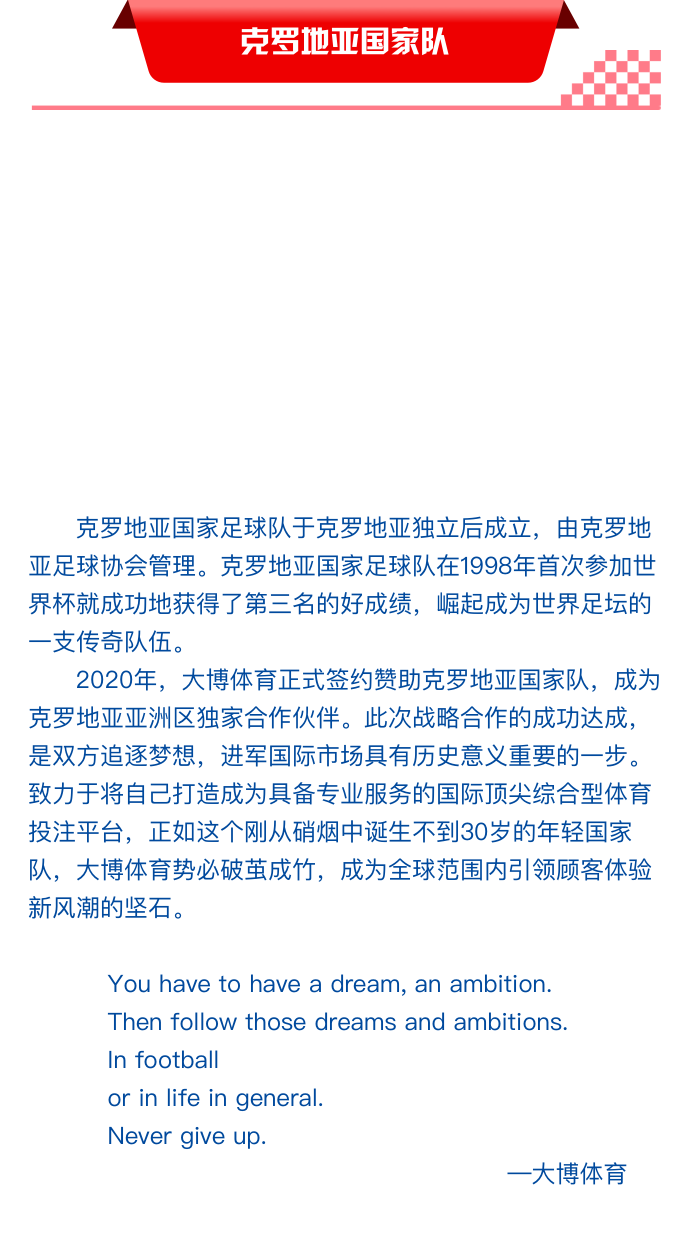 克罗地亚国家队
克罗地亚国家足球队于克罗地亚独立后成立，由克罗地
亚足球协会管理。克罗地亚国家足球队在1998年首次参加世
界杯就成功地获得了第三名的好成绩，崛起成为世界足坛的
一支传奇队伍。
2020年，大博体育正式签约赞助克罗地亚国家队，成为
克罗地亚亚洲区独家合作伙伴。此次战略合作的成功达成，
是双方追逐梦想，进军国际市场具有历史意义重要的一步。
致力于将自己打造成为具备专业服务的国际顶尖综合型体育
投注平台，正如这个刚从硝烟中诞生不到30岁的年轻国家
队，大博体育势必破茧成竹，成为全球范围内引领顾客体验
新风潮的坚石。
You have to have a dream, an ambition.
Then follow those dreams and ambitions.
In football
or in life in general.
Never give up.
—大博体育